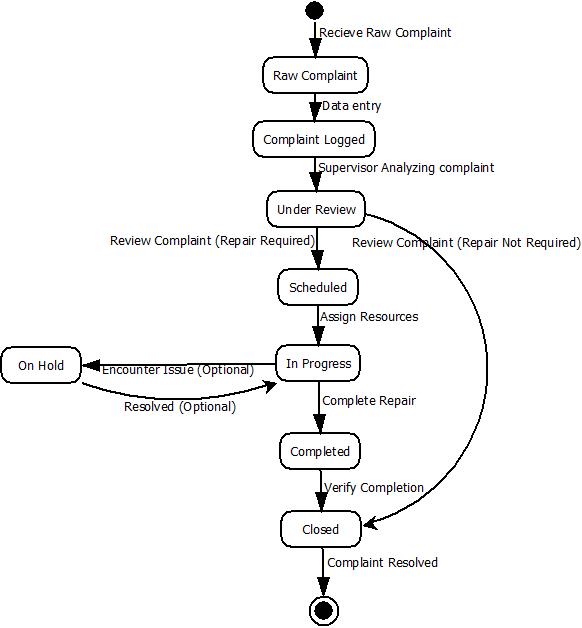 Recieve Raw Complaint
Raw Complaint
Data entry
Complaint Logged
Supervisor Analyzing complaint
Under Review
Review Complaint (Repair Required)
Review Complaint (Repair Not Required)
Scheduled
Assign Resources
On Hold
In Progress
Encounter Issue (Optional)
Resolved (Optional)
Complete Repair
Completed
Verify Completion
Closed
Complaint Resolved